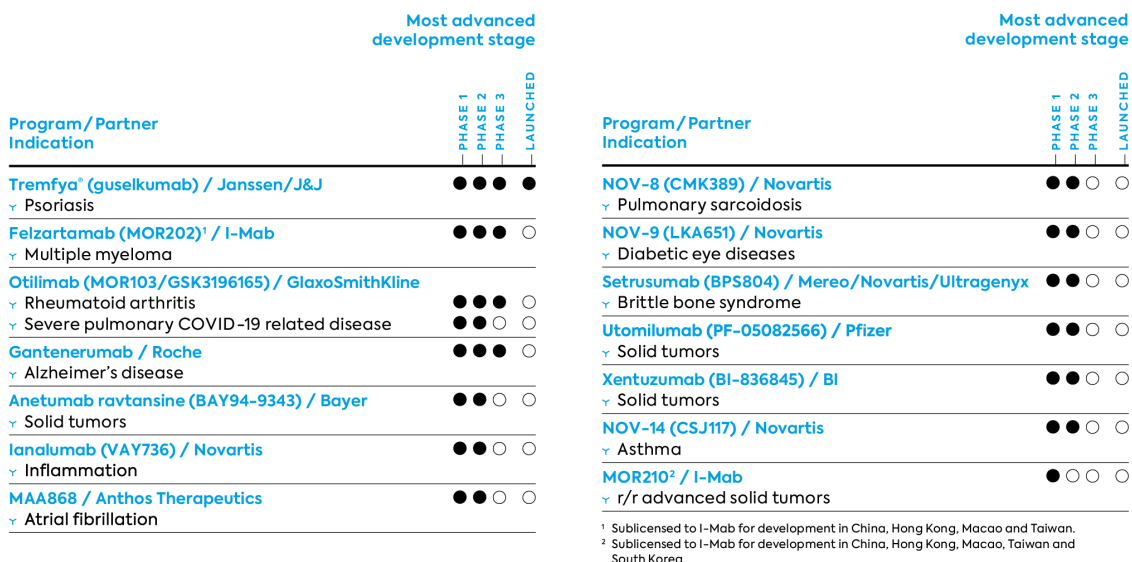 Most advanced
development stage
Program/Partner
Indication
PHASE 1
PHASE 2
PHASE 3
LAUNCHED
Tremfya® (guselkumab) / Janssen/J&J
Psoriasis
Felzartamab (MOR202)¹ / I-Mab
Multiple myeloma
Otilimab (MOR103/GSK3196165) / GlaxoSmithKline
Rheumatoid arthritis
Severe pulmonary COVID-19 related disease
Gantenerumab / Roche
Alzheimer's disease
Anetumab ravtansine (BAY94-9343) / Bayer
Solid tumors
Ianalumab (VAY736) / Novartis
Inflammation
MAA868 / Anthos Therapeutics
Atrial fibrillation
Most advanced
development stage
Program/Partner
Indication
PHASE 1
PHASE 2
PHASE 3
LAUNCHED
NOV-8 (CMK389) / Novartis
Pulmonary sarcoidosis
NOV-9 (LKA651) / Novartis
Diabetic eye diseases
Setrusumab (BPS804) / Mereo/Novartis/Ultragenyx
Brittle bone syndrome
Utomilumab (PF-05082566) / Pfizer
Solid tumors
Xentuzumab (BI-836845) / BI
Solid tumors
NOV-14 (CSJ117) / Novartis
Asthma
MOR210² / I-Mab
r/r advanced solid tumors
¹ Sublicensed to I-Mab for development in China, Hong Kong, Macao and Taiwan.
² Sublicensed to I-Mab for development in China, Hong Kong, Macao, Taiwan and
South Korea.